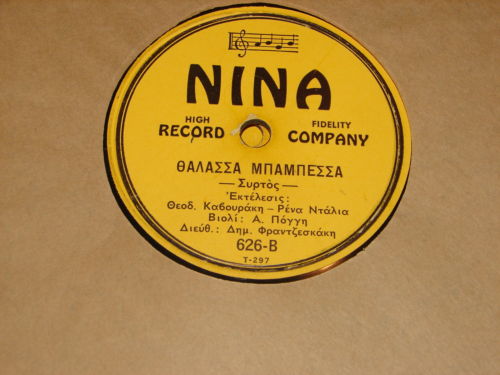 NINA
HIGH FIDELITY
RECORD COMPANY
ΘΑΛΑΣΣΑ ΜΠΑΜΠΕΣΣΑ
— Συρτὸς —
Ἐκτέλεσις:
Θεοδ. Καβουράκη – Ρένα Ντάλια
Βιολί: Α. Πόγγη
Διεύθ.: Δημ. Φραντζεσκάκη
626-B
T-297